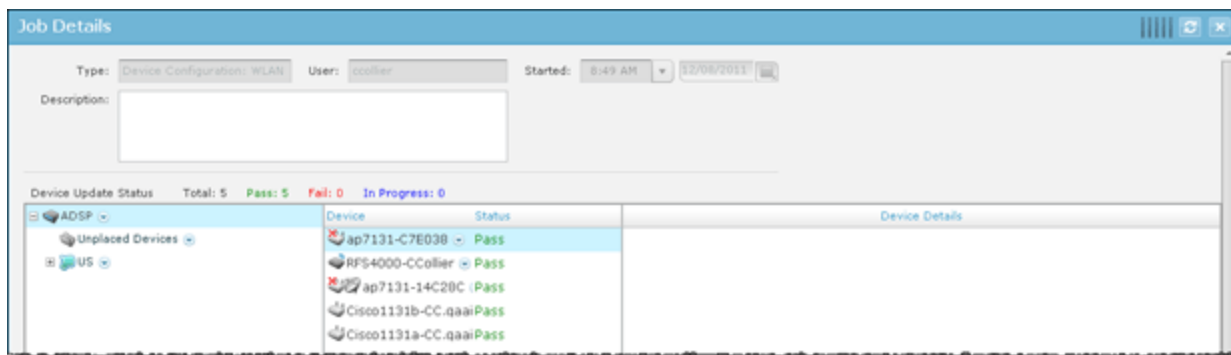 Job Details
Type: Device Configuration: WLAN User: ccollier Started: 8:49 AM 12/08/2011
Description:
Device Update Status Total: 5 Pass: 5 Fail: 0 In Progress: 0
ADSP Device Status Device Details
Unplaced Devices ap7131-C7E038 Pass
US RFS4000-CCollier Pass
ap7131-14C28C Pass
Cisco1131b-CC.qaai Pass
Cisco1131a-CC.qaai Pass